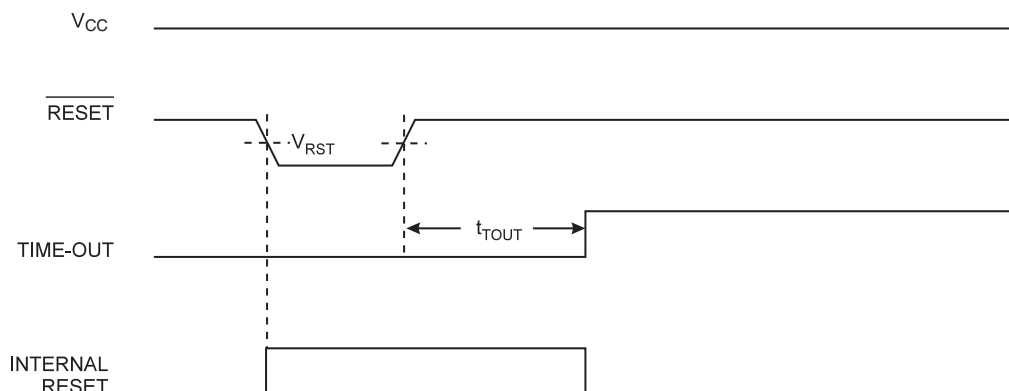 VCC
RESET
VRST
tTOUT
TIME-OUT
INTERNAL
RESET